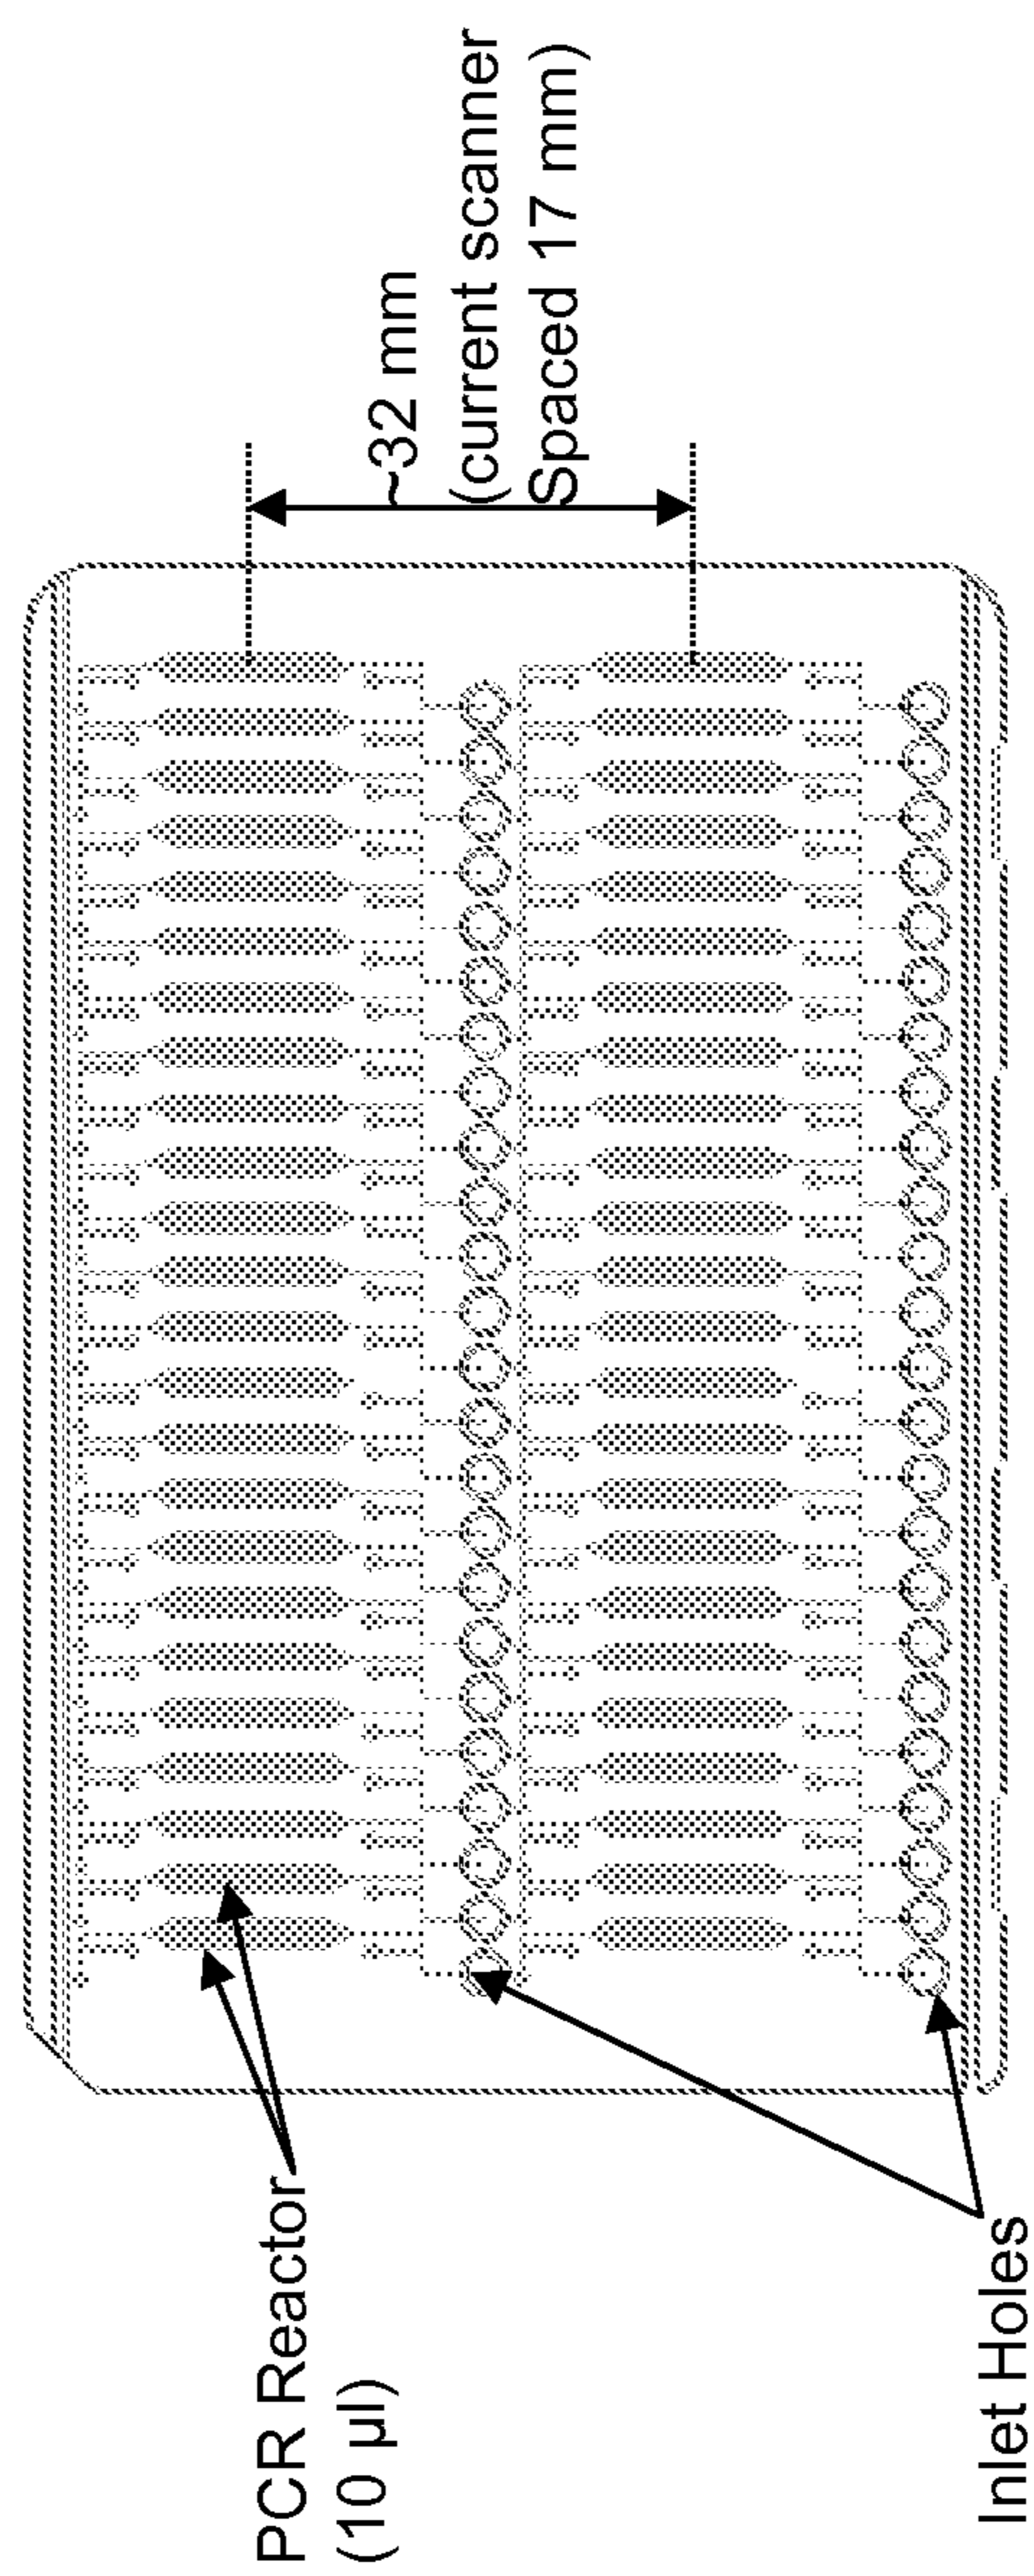 PCR Reactor
(10 µl)
Inlet Holes
~32 mm
(current scanner
Spaced 17 mm)